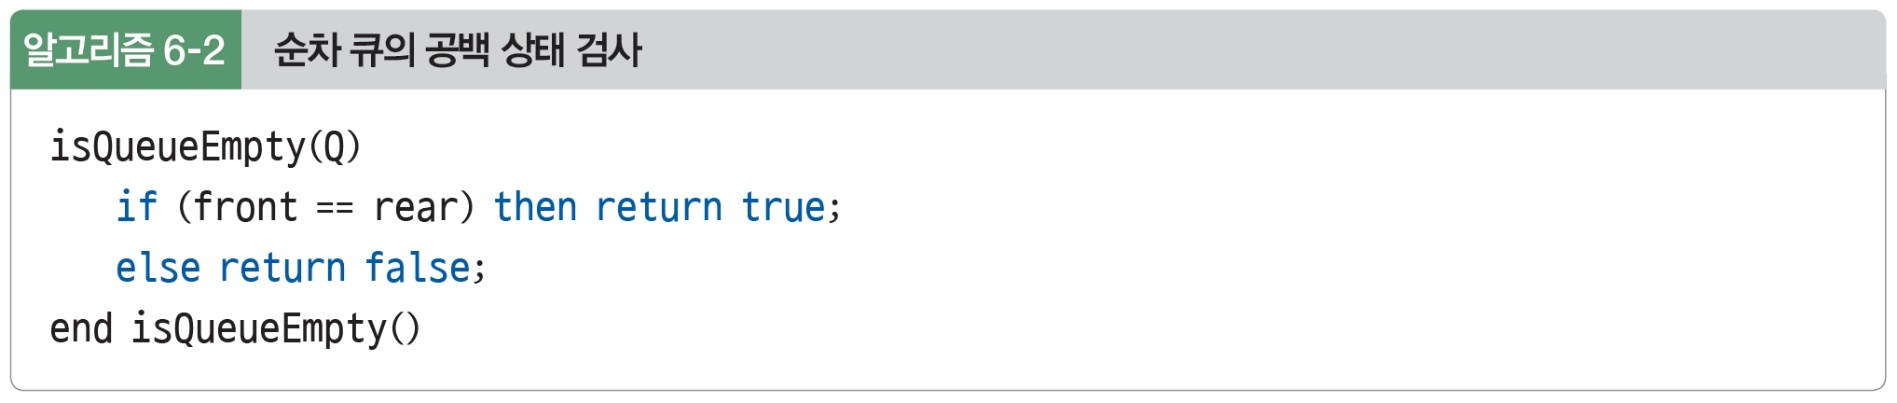 알고리즘 6-2 순차 큐의 공백 상태 검사
isQueueEmpty(Q)
if (front == rear) then return true;
else return false;
end isQueueEmpty()